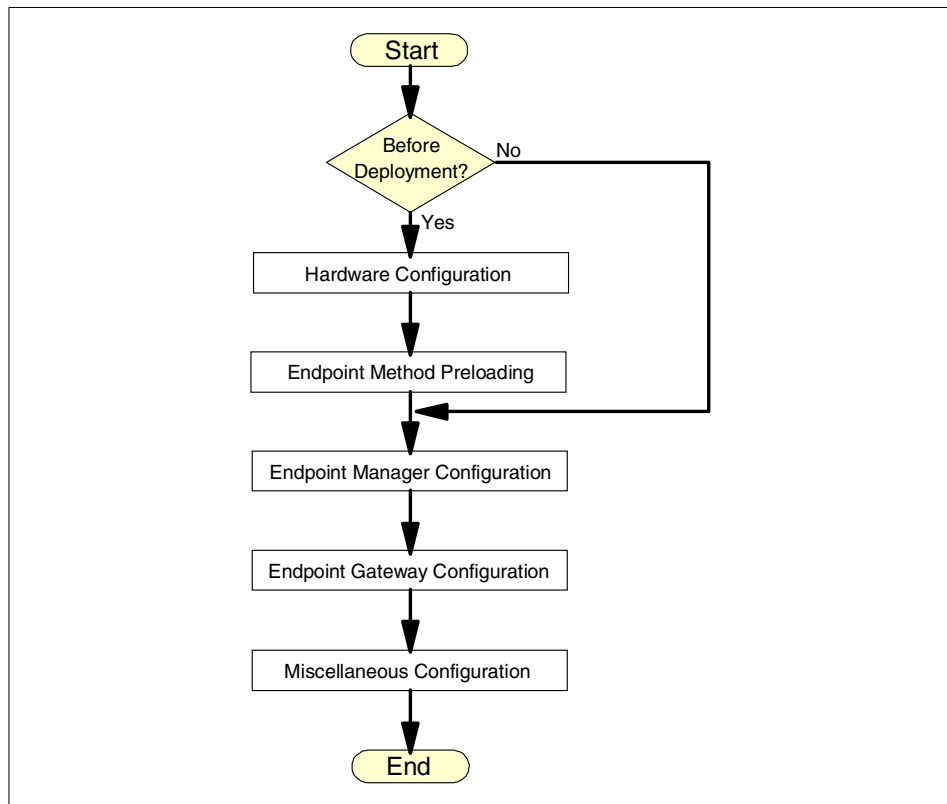 Start
Before
Deployment?
No
Yes
Hardware Configuration
Endpoint Method Preloading
Endpoint Manager Configuration
Endpoint Gateway Configuration
Miscellaneous Configuration
End